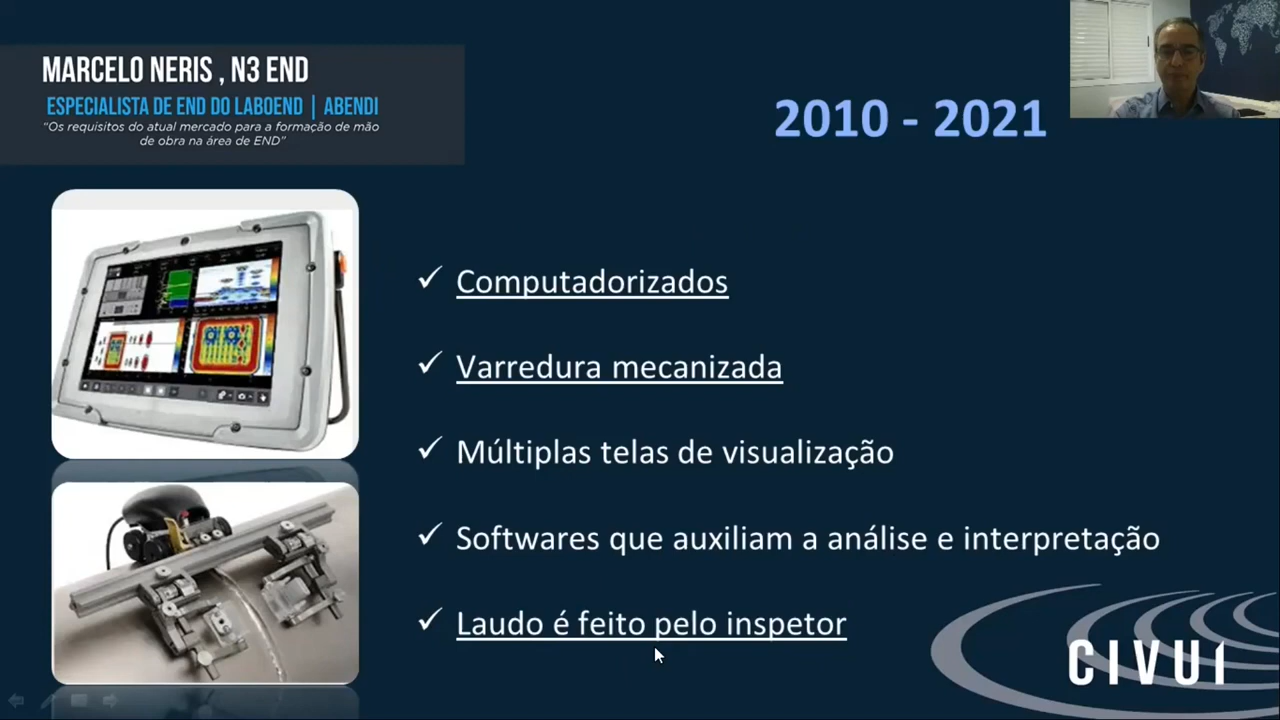 MARCELO NERIS , N3 END
ESPECIALISTA DE END DO LABOEND | ABENDI
“Os requisitos do atual mercado para a formação de mão
de obra na área de END”
2010 - 2021
Computadorizados
Varredura mecanizada
Múltiplas telas de visualização
Softwares que auxiliam a análise e interpretação
Laudo é feito pelo inspetor
CIVUI